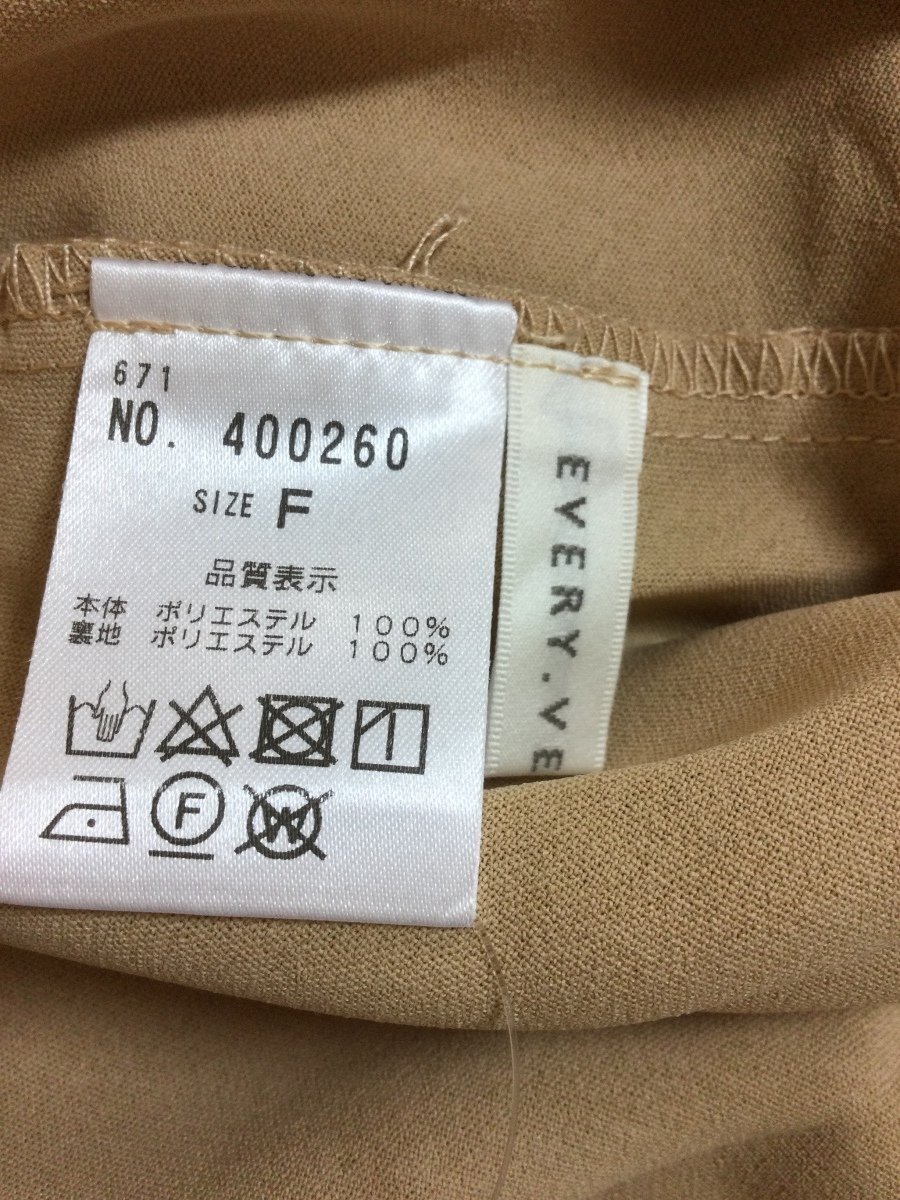 671
NO. 400260
SIZE F
品質表示
本体 ポリエステル 100%
裏地 ポリエステル 100%
F
W
EVERY.VE